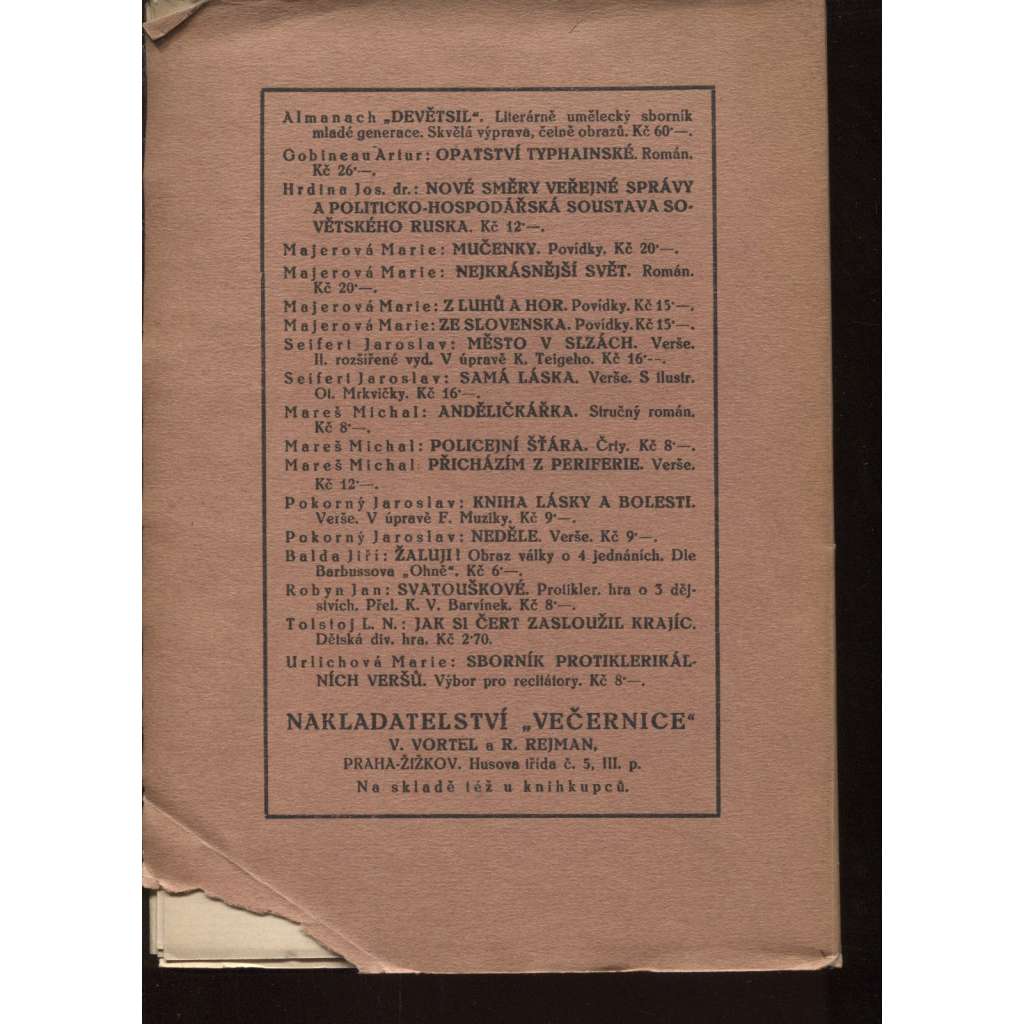 Almanach „DEVĚTSIL“. Literárně umělecký sborník
mladé generace. Skvělá výprava, četně obrazů. Kč 60·—.
Gobineau Artur: OPATSTVÍ TYPHAINSKÉ. Román.
Kč 26·—.
Hrdina Jos. dr.: NOVÉ SMĚRY VEŘEJNÉ SPRÁVY
A POLITICKO-HOSPODÁŘSKÁ SOUSTAVA SO-
VĚTSKÉHO RUSKA. Kč 12·—.
Majerová Marie: MUČENKY. Povídky. Kč 20·—.
Majerová Marie: NEJKRÁSNĚJŠÍ SVĚT. Román.
Kč 20·—.
Majerová Marie: Z LUHŮ A HOR. Povídky. Kč 15·—.
Majerová Marie: ZE SLOVENSKA. Povídky. Kč 15·—.
Seifert Jaroslav: MĚSTO V SLZÁCH. Verše.
II. rozšířené vyd. V úpravě K. Teigeho. Kč 16·—.
Seifert Jaroslav: SAMÁ LÁSKA. Verše. S ilustr.
Ot. Mrkvičky. Kč 16·—.
Mareš Michal: ANDĚLIČKÁŘKA. Stručný román.
Kč 8·—.
Mareš Michal: POLICEJNÍ ŠŤÁRA. Črty. Kč 8·—.
Mareš Michal: PŘICHÁZÍM Z PERIFERIE. Verše.
Kč 12·—.
Pokorný Jaroslav: KNIHA LÁSKY A BOLESTI.
Verše. V úpravě F. Muziky. Kč 9·—.
Pokorný Jaroslav: NEDĚLE. Verše. Kč 9·—.
Balda Jiří: ŽALUJI! Obraz války o 4 jednáních. Dle
Barbussova „Ohně“. Kč 6·—.
Robyn Jan: SVATOUŠKOVÉ. Protikler. hra o 3 děj-
stvích. Přel. K. V. Barvínek. Kč 8·—.
Tolstoj L. N.: JAK SI ČERT ZASLOUŽIL KRAJÍC.
Dětská div. hra. Kč 2·70.
Urlichová Marie: SBORNÍK PROTIKLERIKÁL-
NÍCH VERŠŮ. Výbor pro recitátory. Kč 8·—.
NAKLADATELSTVÍ „VEČERNICE“
V. VORTEL a R. REJMAN,
PRAHA-ŽIŽKOV. Husova třída č. 5, III. p.
Na skladě též u knihkupců.